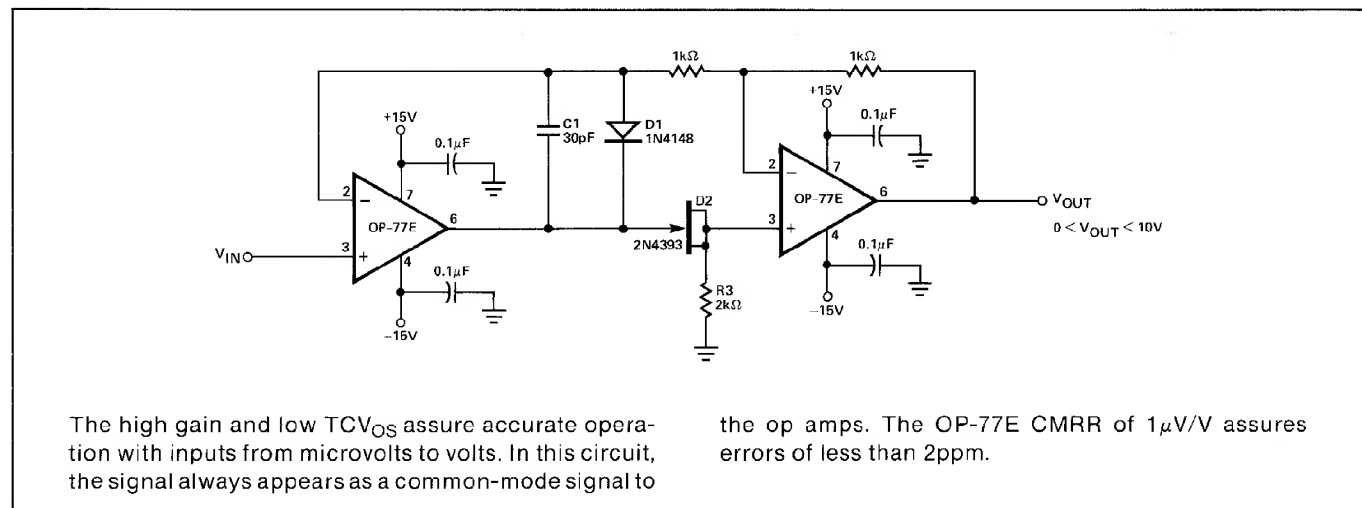 1kΩ
1kΩ
+15V
0.1µF
C1
30pF
D1
1N4148
+15V
0.1µF
2
−
7
OP-77E
6
3
+
4
VIN
0.1µF
−15V
D2
2N4393
R3
2kΩ
2
−
7
OP-77E
6
3
+
4
0.1µF
−15V
VOUT
0 < VOUT < 10V
The high gain and low TCVOS assure accurate opera-
tion with inputs from microvolts to volts. In this circuit,
the signal always appears as a common-mode signal to
the op amps. The OP-77E CMRR of 1µV/V assures
errors of less than 2ppm.